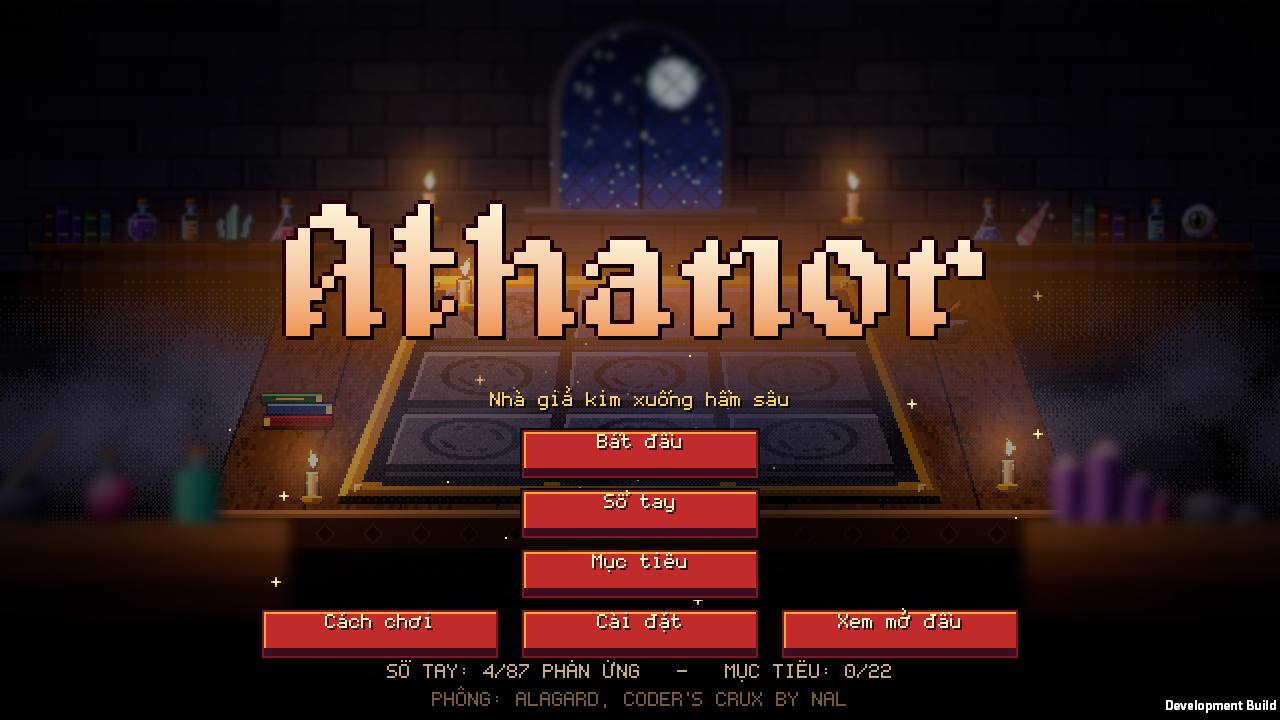 Athanor
Nhà giả kim xuống hầm sâu
Bắt đầu
Sổ tay
Mục tiêu
Cách chơi Cài đặt Xem mở đầu
SỔ TAY: 4/87 PHẢN ỨNG – MỤC TIÊU: 0/22
PHÔNG: ALAGARD, CODER'S CRUX BY NAL
Development Build